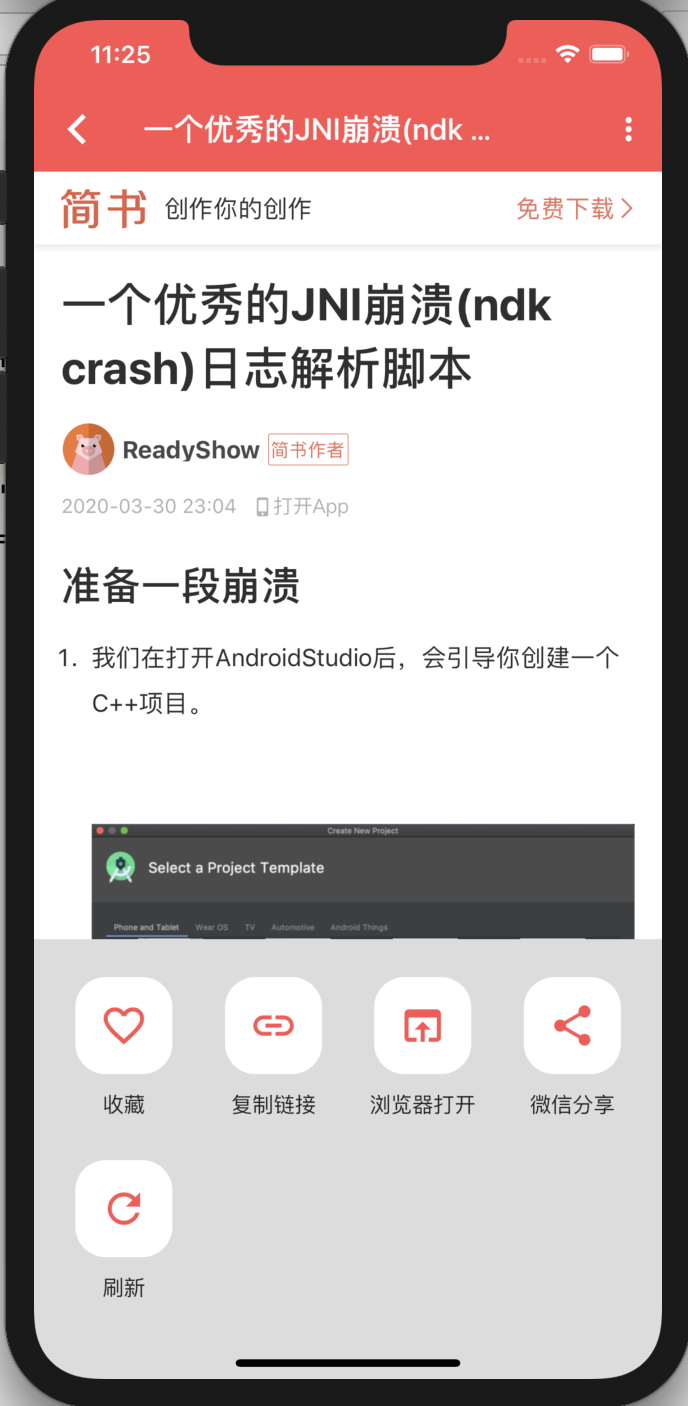 11:25
一个优秀的JNI崩溃(ndk ...
简书 创作你的创作 免费下载
一个优秀的JNI崩溃(ndk
crash)日志解析脚本
ReadyShow 简书作者
2020-03-30 23:04 打开App
准备一段崩溃
1. 我们在打开AndroidStudio后，会引导你创建一个
C++项目。
Create New Project
Select a Project Template
Phone and Tablet Wear OS TV Automotive Android Things
收藏 复制链接 浏览器打开 微信分享
刷新